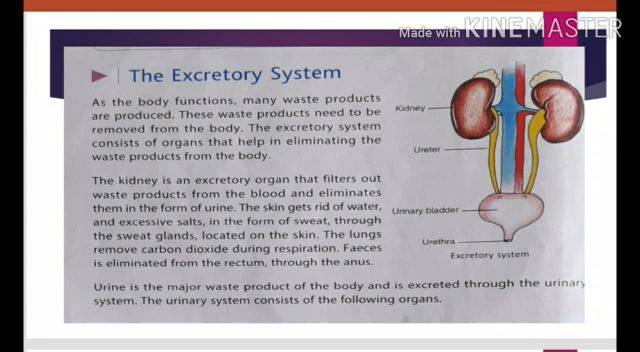 Made with KINEMASTER
The Excretory System
As the body functions, many waste products
are produced. These waste products need to be
removed from the body. The excretory system
consists of organs that help in eliminating the
waste products from the body.
The kidney is an excretory organ that filters out
waste products from the blood and eliminates
them in the form of urine. The skin gets rid of water,
and excessive salts, in the form of sweat, through
the sweat glands, located on the skin. The lungs
remove carbon dioxide during respiration. Faeces
is eliminated from the rectum, through the anus.
Kidney
Ureter
Urinary bladder
Urethra
Excretory system
Urine is the major waste product of the body and is excreted through the urinary
system. The urinary system consists of the following organs.